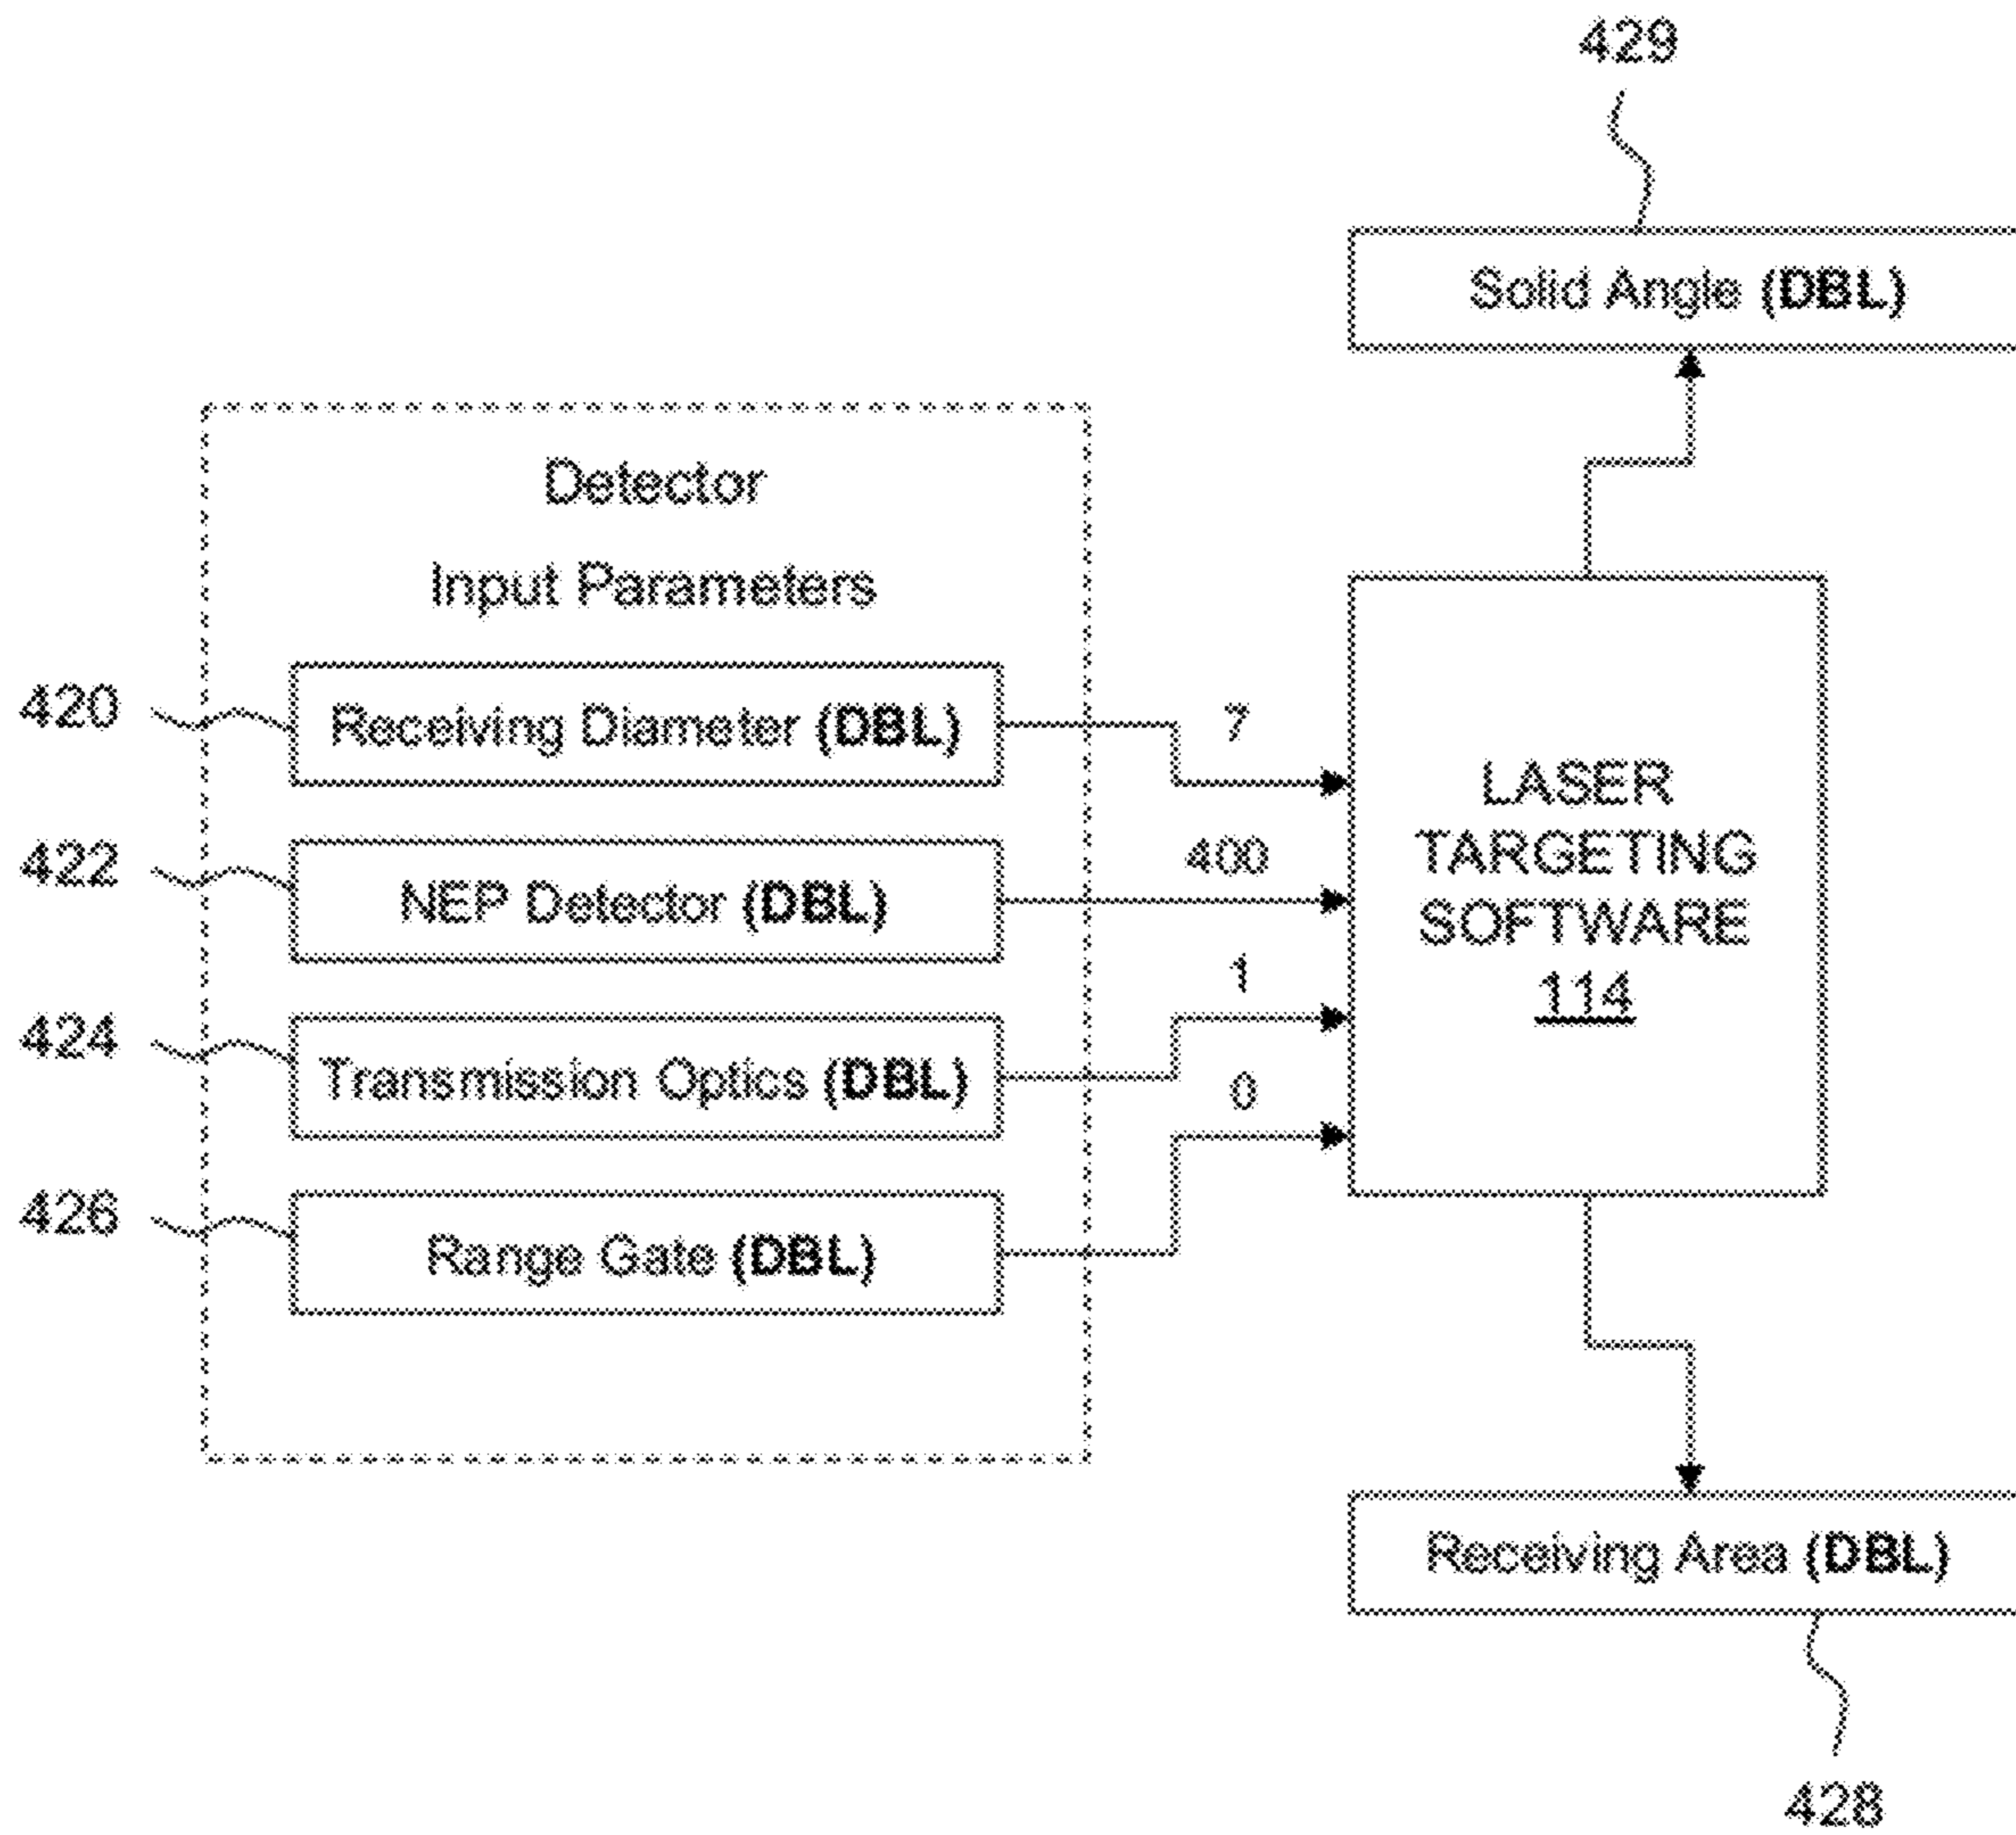 429
Solid Angle (DBL)
Detector
Input Parameters
420
Receiving Diameter (DBL)
7
422
NEP Detector (DBL)
400
424
Transmission Optics (DBL)
1
426
Range Gate (DBL)
0
LASER
TARGETING
SOFTWARE
114
Receiving Area (DBL)
428